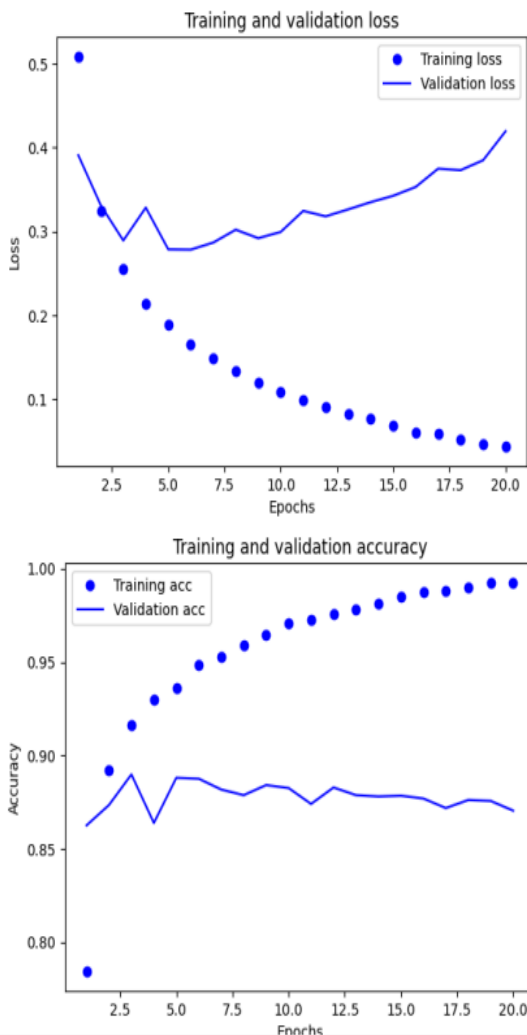 Training and validation loss
Training loss
Validation loss
0.5
0.4
0.3
0.2
0.1
Loss
2.5 5.0 7.5 10.0 12.5 15.0 17.5 20.0
Epochs
Training and validation accuracy
Training acc
Validation acc
1.00
0.95
0.90
0.85
0.80
Accuracy
2.5 5.0 7.5 10.0 12.5 15.0 17.5 20.0
Epochs